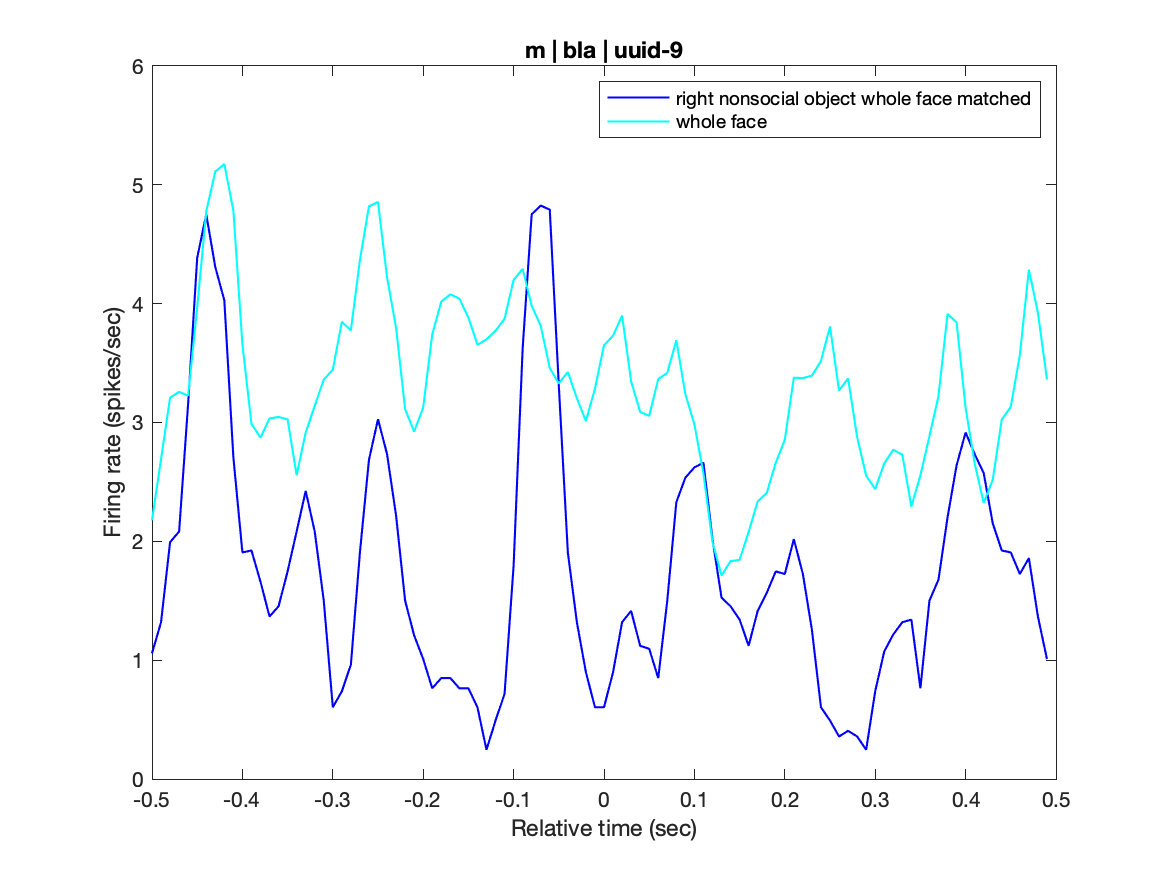 m | bla | uuid-9
right nonsocial object whole face matched
whole face
Firing rate (spikes/sec)
6
5
4
3
2
1
0
-0.5 -0.4 -0.3 -0.2 -0.1 0 0.1 0.2 0.3 0.4 0.5
Relative time (sec)